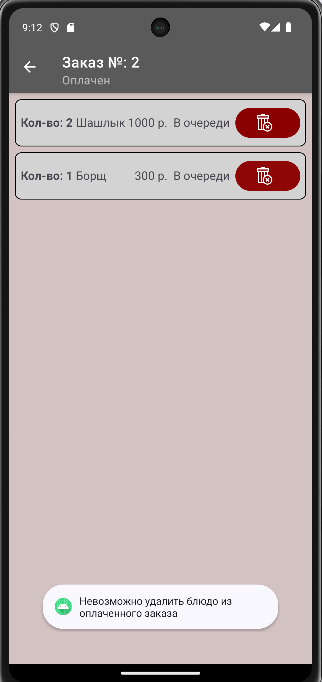 9:12
Заказ №: 2
Оплачен
Кол-во: 2 Шашлык 1000 р. В очереди
Кол-во: 1 Борщ 300 р. В очереди
Невозможно удалить блюдо из
оплаченного заказа